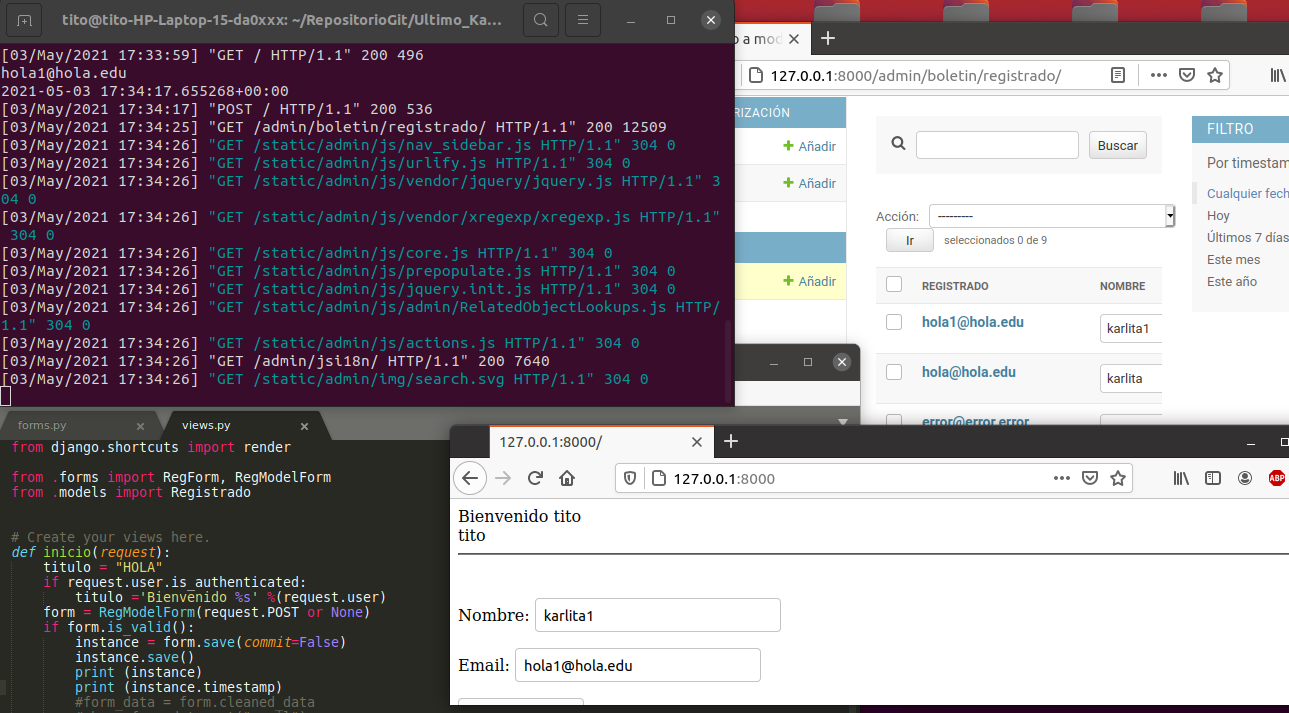 tito@tito-HP-Laptop-15-da0xxx: ~/RepositorioGit/Ultimo_Ka...
[03/May/2021 17:33:59] "GET / HTTP/1.1" 200 496
hola1@hola.edu
2021-05-03 17:34:17.655268+00:00
[03/May/2021 17:34:17] "POST / HTTP/1.1" 200 536
[03/May/2021 17:34:25] "GET /admin/boletin/registrado/ HTTP/1.1" 200 12509
[03/May/2021 17:34:26] "GET /static/admin/js/nav_sidebar.js HTTP/1.1" 304 0
[03/May/2021 17:34:26] "GET /static/admin/js/urlify.js HTTP/1.1" 304 0
[03/May/2021 17:34:26] "GET /static/admin/js/vendor/jquery/jquery.js HTTP/1.1" 3
04 0
[03/May/2021 17:34:26] "GET /static/admin/js/vendor/xregexp/xregexp.js HTTP/1.1"
304 0
[03/May/2021 17:34:26] "GET /static/admin/js/core.js HTTP/1.1" 304 0
[03/May/2021 17:34:26] "GET /static/admin/js/prepopulate.js HTTP/1.1" 304 0
[03/May/2021 17:34:26] "GET /static/admin/js/jquery.init.js HTTP/1.1" 304 0
[03/May/2021 17:34:26] "GET /static/admin/js/admin/RelatedObjectLookups.js HTTP/
1.1" 304 0
[03/May/2021 17:34:26] "GET /static/admin/js/actions.js HTTP/1.1" 304 0
[03/May/2021 17:34:26] "GET /admin/jsi18n/ HTTP/1.1" 200 7640
[03/May/2021 17:34:26] "GET /static/admin/img/search.svg HTTP/1.1" 304 0
o a mod
127.0.0.1:8000/admin/boletin/registrado/
RIZACIÓN
Añadir
Añadir
Añadir
Buscar
FILTRO
Por timestam
Cualquier fech
Hoy
Últimos 7 días
Este mes
Este año
Acción: ---------
Ir seleccionados 0 de 9
REGISTRADO NOMBRE
hola1@hola.edu karlita1
hola@hola.edu karlita
error@error.error
forms.py views.py
from django.shortcuts import render
from .forms import RegForm, RegModelForm
from .models import Registrado
# Create your views here.
def inicio(request):
titulo = "HOLA"
if request.user.is_authenticated:
titulo ='Bienvenido %s' %(request.user)
form = RegModelForm(request.POST or None)
if form.is_valid():
instance = form.save(commit=False)
instance.save()
print (instance)
print (instance.timestamp)
#form_data = form.cleaned_data
127.0.0.1:8000/
127.0.0.1:8000
ABP
Bienvenido tito
tito
Nombre: karlita1
Email: hola1@hola.edu